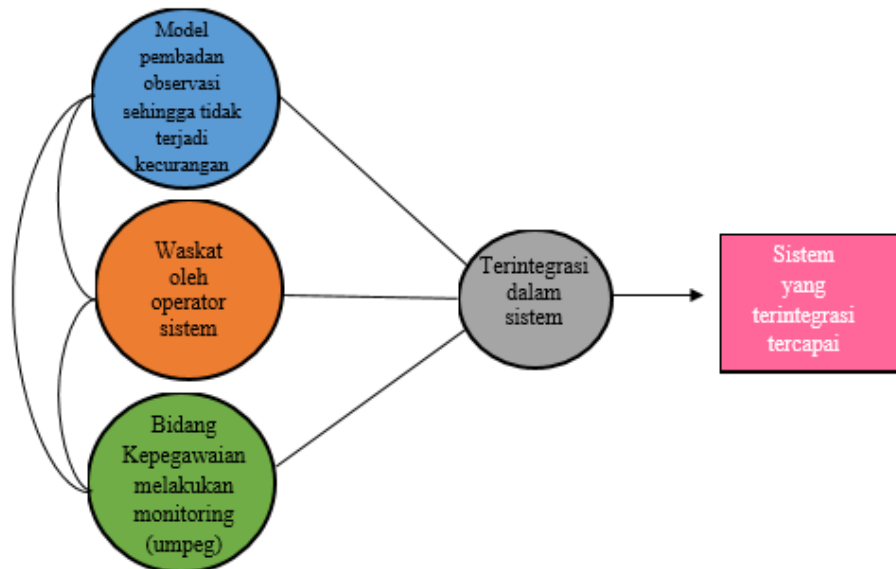 Model
pembadan
observasi
sehingga tidak
terjadi
kecurangan
Waskat
oleh
operator
sistem
Bidang
Kepegawaian
melakukan
monitoring
(umpeg)
Terintegrasi
dalam
sistem
Sistem
yang
terintegrasi
tercapai